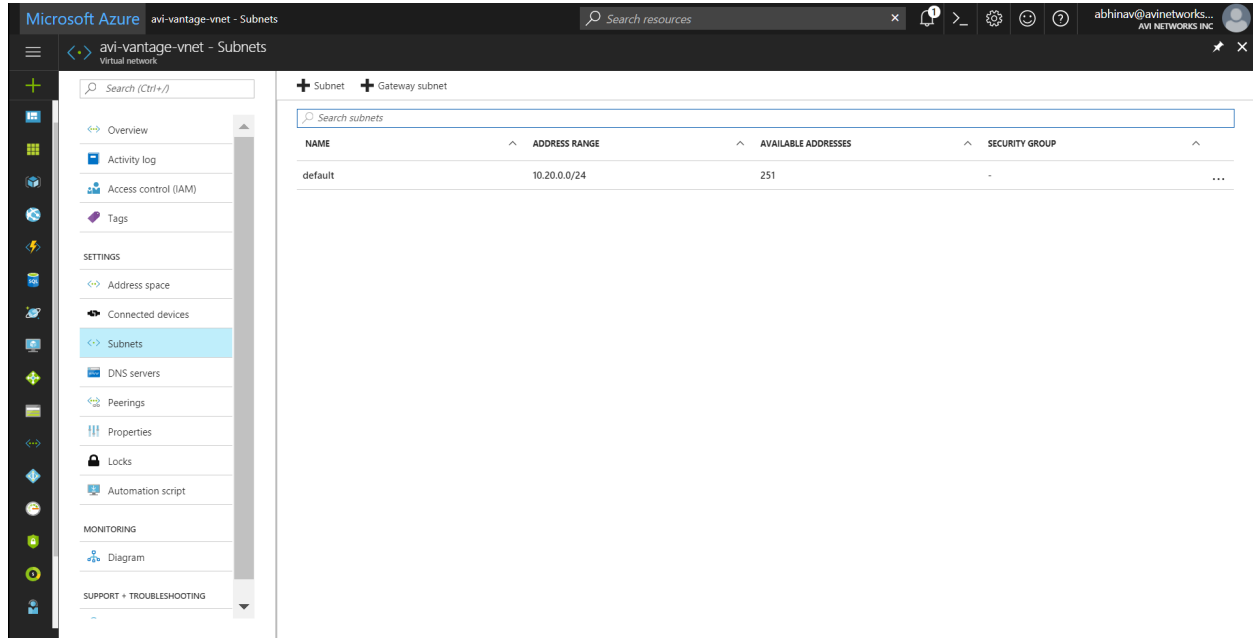 Microsoft Azure avi-vantage-vnet - Subnets
Search resources
1
abhinav@avinetworks...
AVI NETWORKS INC
avi-vantage-vnet - Subnets
Virtual network
Search (Ctrl+/)
Overview
Activity log
Access control (IAM)
Tags
SETTINGS
Address space
Connected devices
Subnets
DNS servers
Peerings
Properties
Locks
Automation script
MONITORING
Diagram
SUPPORT + TROUBLESHOOTING
Subnet Gateway subnet
Search subnets
NAME ADDRESS RANGE AVAILABLE ADDRESSES SECURITY GROUP
default 10.20.0.0/24 251 - ...
SQL